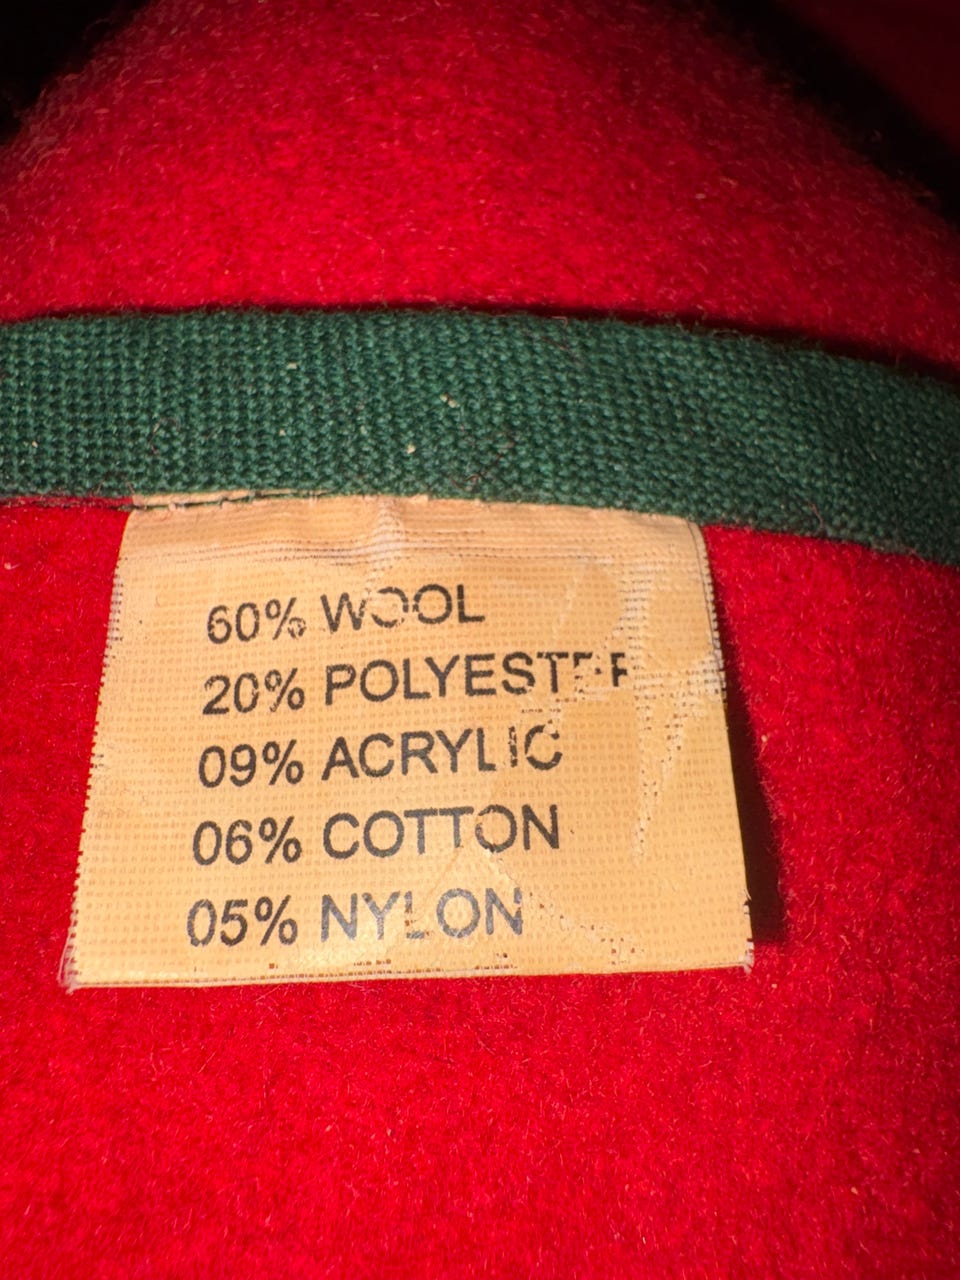 60% WOOL
20% POLYESTER
09% ACRYLIC
06% COTTON
05% NYLON